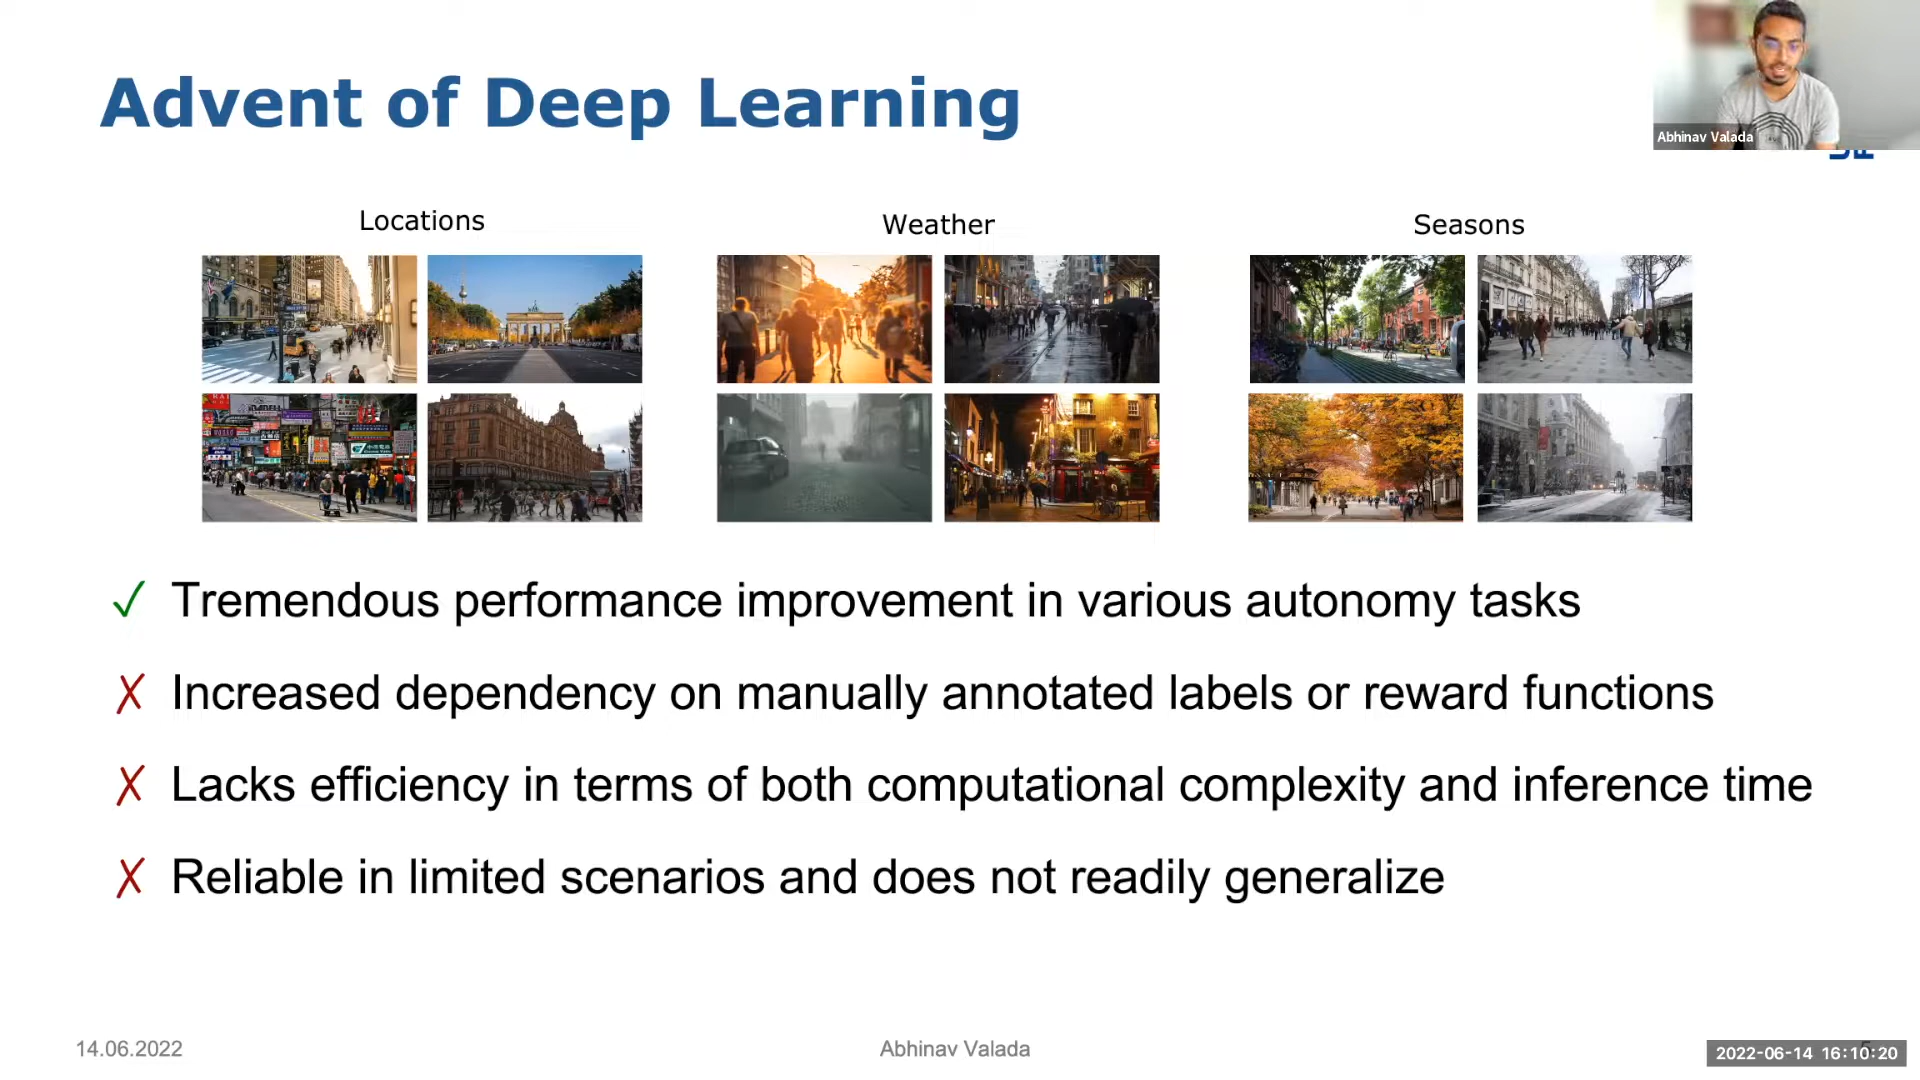 Advent of Deep Learning
Abhinav Valada
Locations
Weather
Seasons
✓ Tremendous performance improvement in various autonomy tasks
✗ Increased dependency on manually annotated labels or reward functions
✗ Lacks efficiency in terms of both computational complexity and inference time
✗ Reliable in limited scenarios and does not readily generalize
14.06.2022
Abhinav Valada
2022-06-14 16:10:20